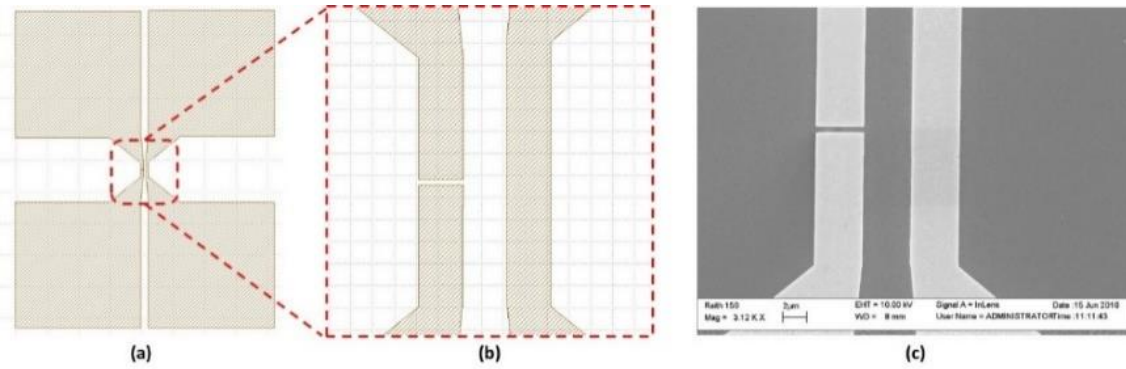 Raith 150
2μm
EHT = 10.00 kV
Signal A = InLens
Date :15 Jun 2018
Mag = 3.12 K X
WD = 8 mm
User Name = ADMINISTRATOR
Time :11:11:43
(a)
(b)
(c)